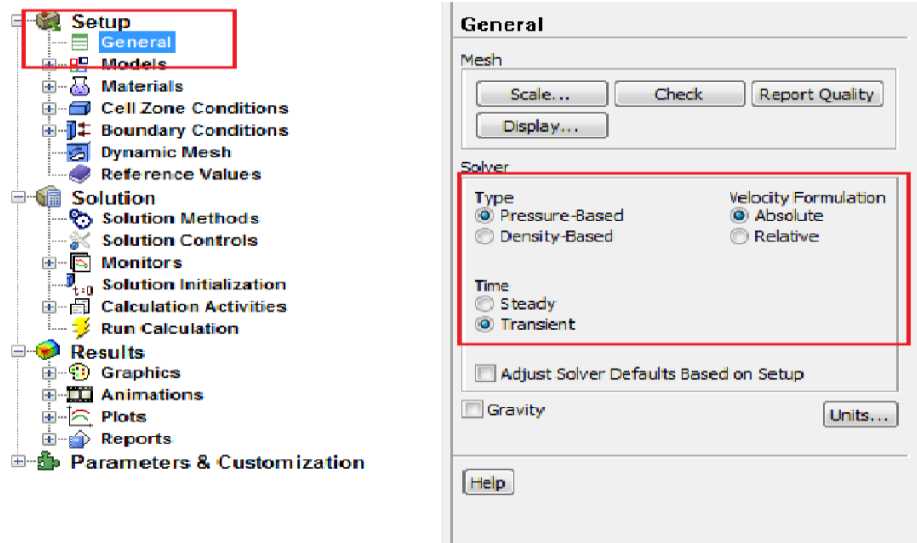 Setup
General
Models
Materials
Cell Zone Conditions
Boundary Conditions
Dynamic Mesh
Reference Values
Solution
Solution Methods
Solution Controls
Monitors
Solution Initialization
Calculation Activities
Run Calculation
Results
Graphics
Animations
Plots
Reports
Parameters & Customization
General
Mesh
Scale... Check Report Quality
Display...
Solver
Type Velocity Formulation
Pressure-Based Absolute
Density-Based Relative
Time
Steady
Transient
Adjust Solver Defaults Based on Setup
Gravity Units...
Help